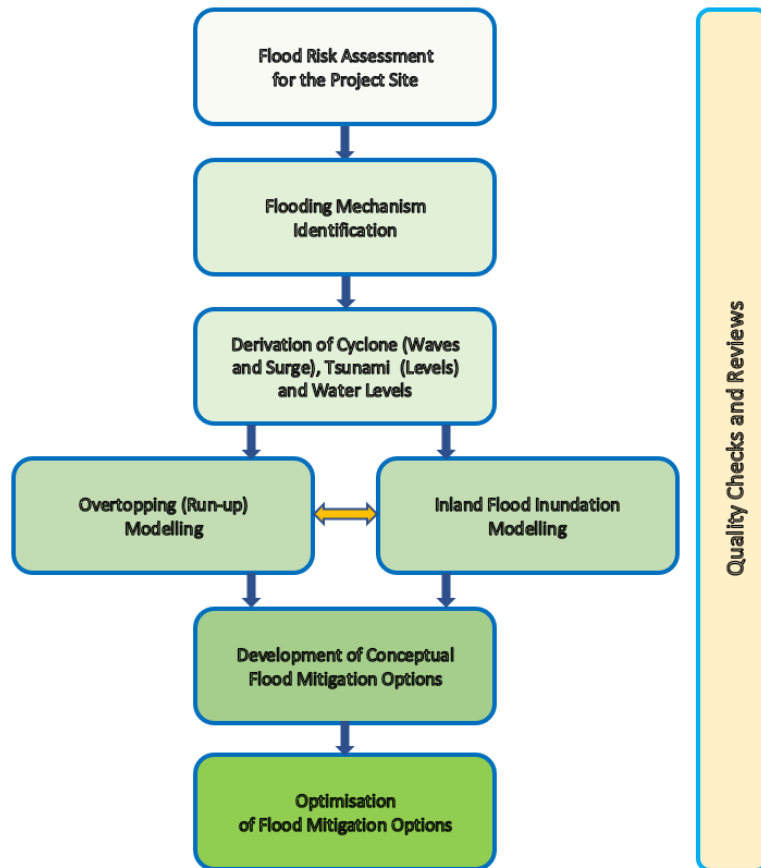 Flood Risk Assessment
for the Project Site
Flooding Mechanism
Identification
Derivation of Cyclone (Waves
and Surge), Tsunami (Levels)
and Water Levels
Overtopping (Run-up)
Modelling
Inland Flood Inundation
Modelling
Development of Conceptual
Flood Mitigation Options
Optimisation
of Flood Mitigation Options
Quality Checks and Reviews